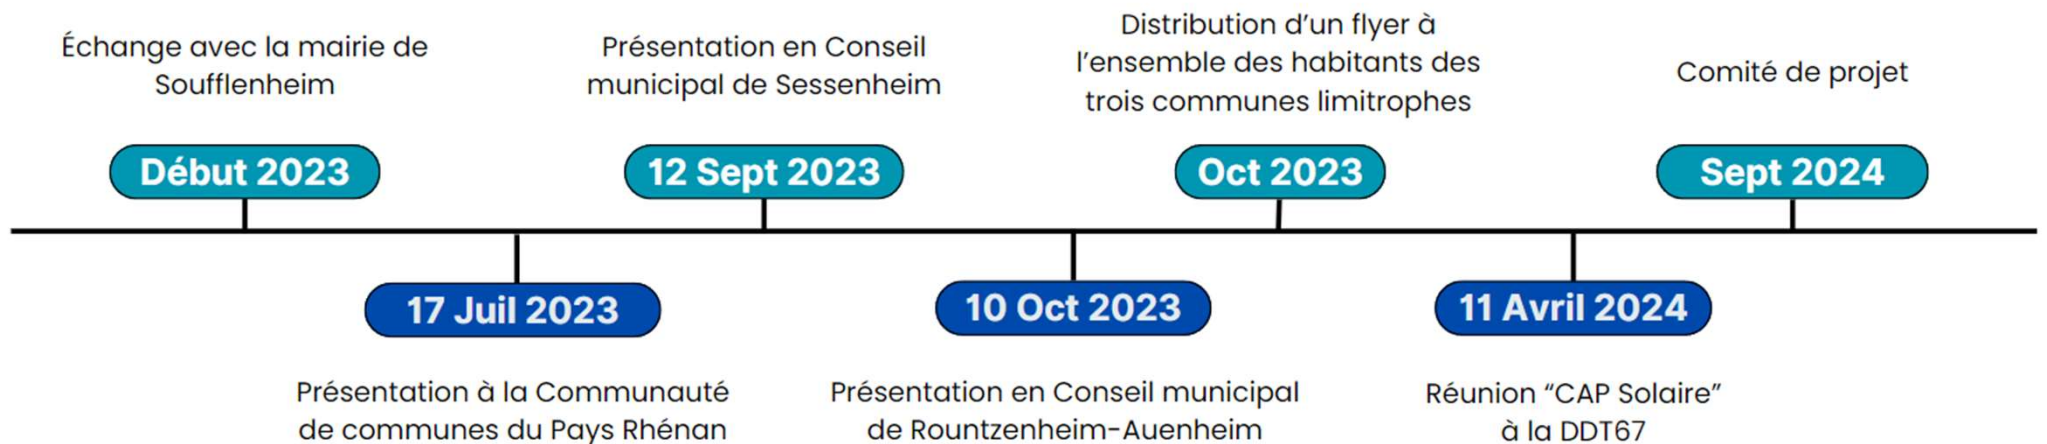 Échange avec la mairie de
Soufflenheim
Début 2023
17 Juil 2023
Présentation à la Communauté
de communes du Pays Rhénan
Présentation en Conseil
municipal de Sessenheim
12 Sept 2023
10 Oct 2023
Présentation en Conseil municipal
de Rountzenheim-Auenheim
Distribution d’un flyer à
l’ensemble des habitants des
trois communes limitrophes
Oct 2023
11 Avril 2024
Réunion “CAP Solaire”
à la DDT67
Comité de projet
Sept 2024